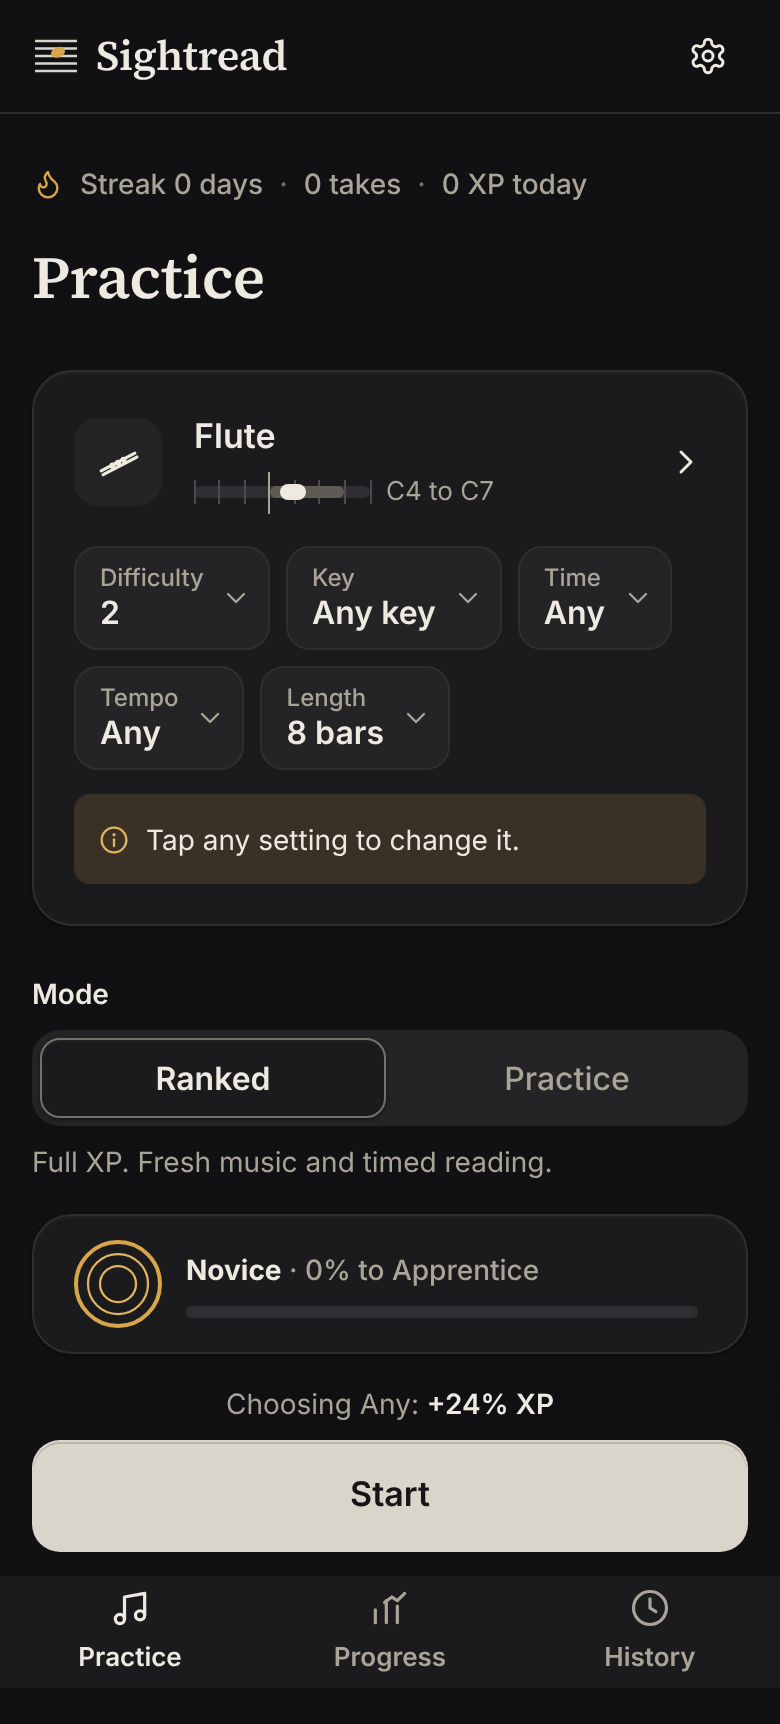 Sightread
Streak 0 days · 0 takes · 0 XP today
Practice
Flute
C4 to C7
Difficulty
2
Key
Any key
Time
Any
Tempo
Any
Length
8 bars
Tap any setting to change it.
Mode
Ranked
Practice
Full XP. Fresh music and timed reading.
Novice · 0% to Apprentice
Choosing Any: +24% XP
Start
Practice
Progress
History